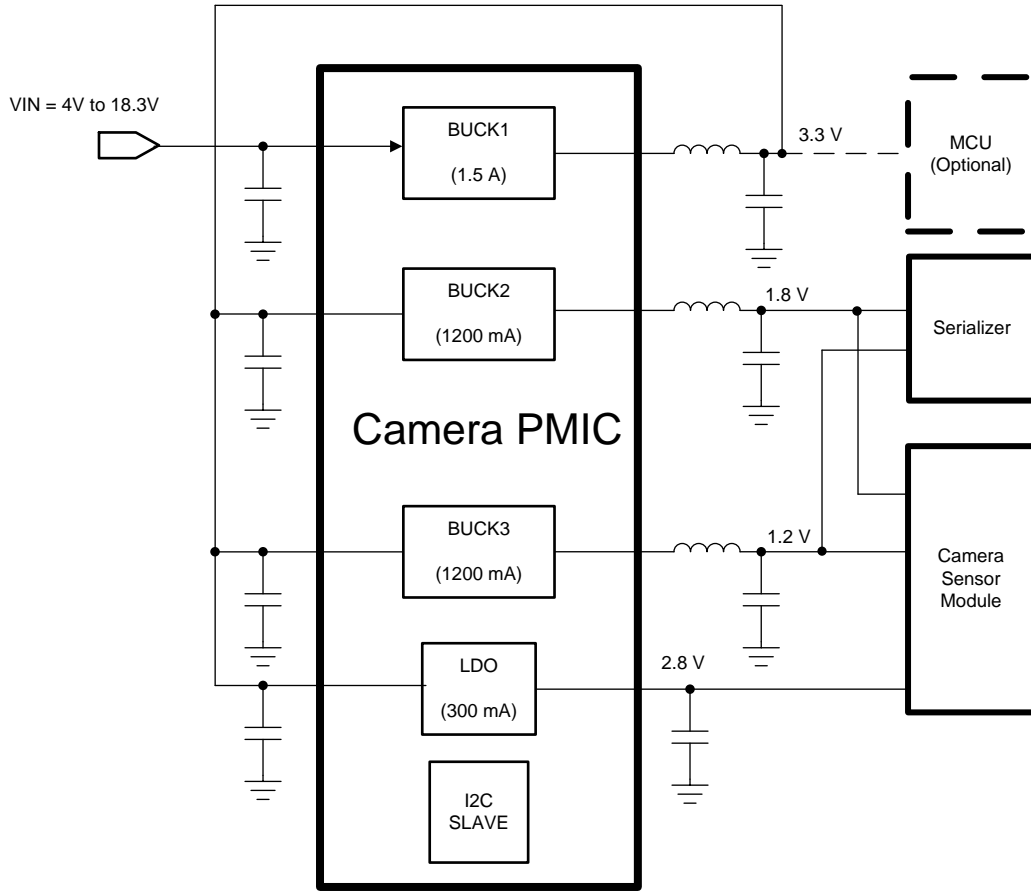 VIN = 4V to 18.3V
BUCK1
(1.5 A)
3.3 V
MCU
(Optional)
BUCK2
(1200 mA)
1.8 V
Serializer
Camera PMIC
BUCK3
(1200 mA)
1.2 V
Camera
Sensor
Module
LDO
(300 mA)
2.8 V
I2C
SLAVE